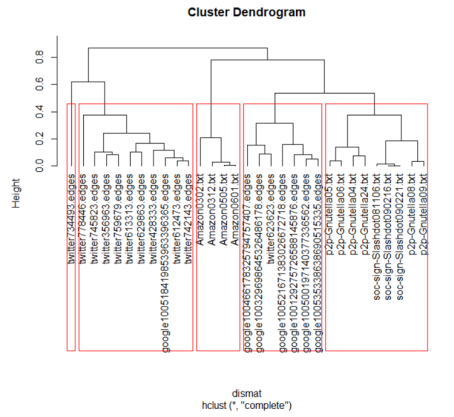 Cluster Dendrogram
Height
0.0
0.2
0.4
0.6
0.8
twitter734493.edges
twitter778446.edges
twitter745823.edges
twitter356963.edges
twitter759679.edges
twitter613313.edges
twitter629863.edges
twitter428333.edges
google100518419853963396365.edges
twitter612473.edges
twitter742143.edges
Amazon0302.txt
Amazon0312.txt
Amazon0505.txt
Amazon0601.txt
google100466178325794757407.edges
google100329698645326486178.edges
twitter623623.edges
google100521671383026672718.edges
google100129275726588145876.edges
google100500197140377336562.edges
google100535338638690515335.edges
p2p-Gnutella05.txt
p2p-Gnutella06.txt
p2p-Gnutella04.txt
p2p-Gnutella24.txt
soc-sign-Slashdot081106.txt
soc-sign-Slashdot090216.txt
soc-sign-Slashdot090221.txt
p2p-Gnutella08.txt
p2p-Gnutella09.txt
dismat
hclust (*, "complete")